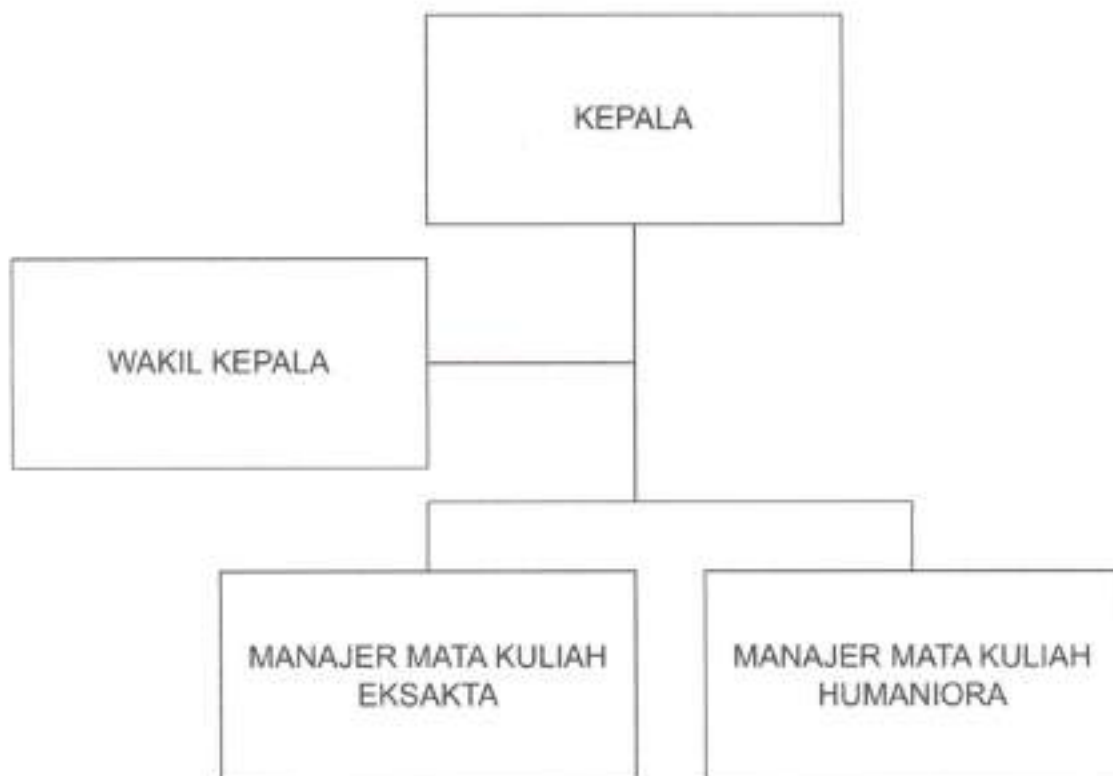 KEPALA
WAKIL KEPALA
MANAJER MATA KULIAH
EKSAKTA
MANAJER MATA KULIAH
HUMANIORA